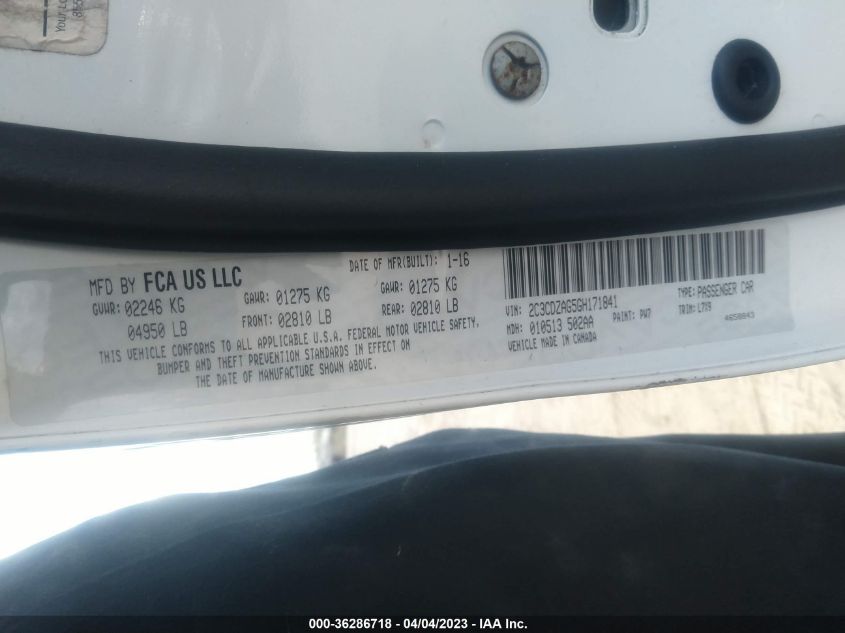 Your Lo
MFD BY FCA US LLC
DATE OF MFR(BUILT): 1-16
GVWR: 02246 KG
GAWR: 01275 KG
GAWR: 01275 KG
04950 LB
FRONT: 02810 LB
REAR: 02810 LB
THIS VEHICLE CONFORMS TO ALL APPLICABLE U.S.A. FEDERAL MOTOR VEHICLE SAFETY,
BUMPER AND THEFT PREVENTION STANDARDS IN EFFECT ON
THE DATE OF MANUFACTURE SHOWN ABOVE.
VIN: 2C3CDZAG5GH171841
TYPE: PASSENGER CAR
MDH: 010513 502AA
PAINT: PW7
TRIM: L7X9
VEHICLE MADE IN CANADA
4658843
000-36286718 - 04/04/2023 - IAA Inc.